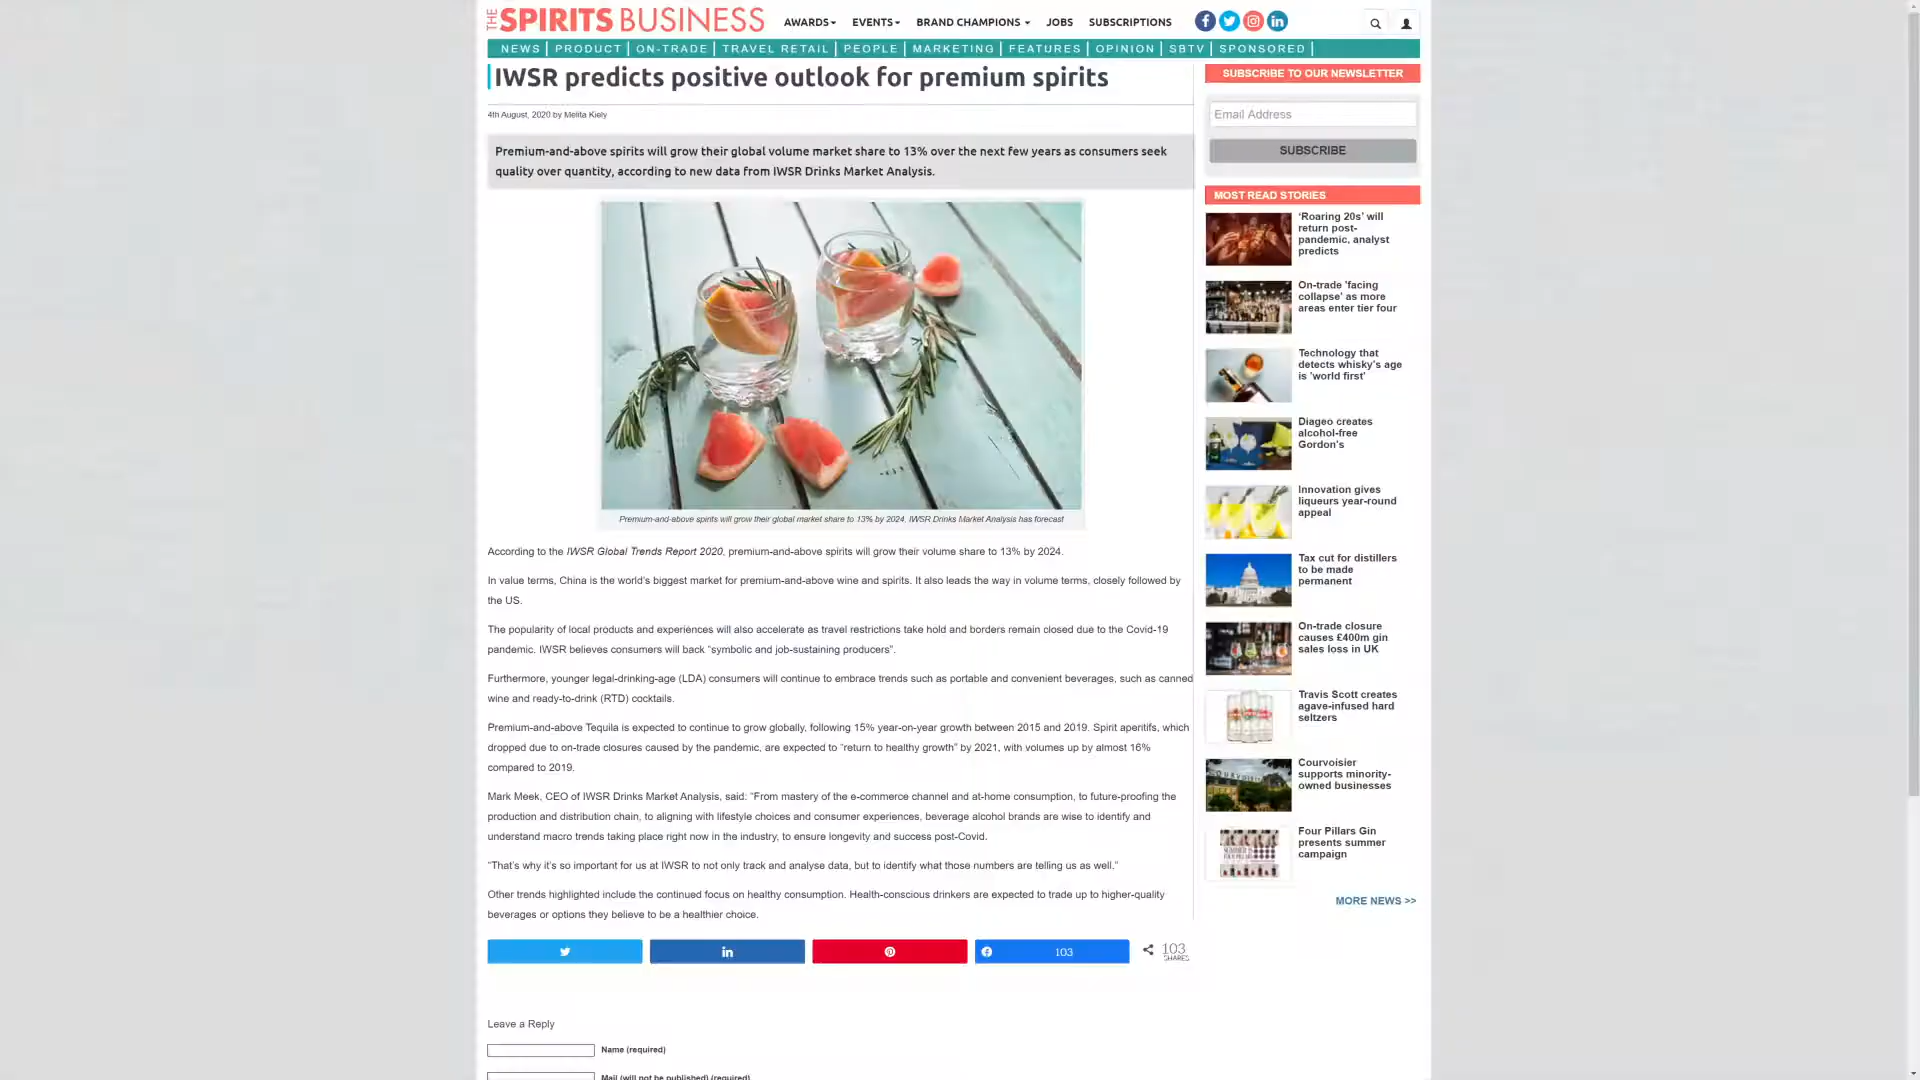 THE SPIRITS BUSINESS
AWARDS EVENTS BRAND CHAMPIONS JOBS SUBSCRIPTIONS
NEWS | PRODUCT | ON-TRADE | TRAVEL RETAIL | PEOPLE | MARKETING | FEATURES | OPINION | SBTV | SPONSORED |
IWSR predicts positive outlook for premium spirits
4th August, 2020 by Melita Kiely
Premium-and-above spirits will grow their global volume market share to 13% over the next few years as consumers seek
quality over quantity, according to new data from IWSR Drinks Market Analysis.
Premium-and-above spirits will grow their global market share to 13% by 2024, IWSR Drinks Market Analysis has forecast
According to the IWSR Global Trends Report 2020, premium-and-above spirits will grow their volume share to 13% by 2024.
In value terms, China is the world's biggest market for premium-and-above wine and spirits. It also leads the way in volume terms, closely followed by
the US.
The popularity of local products and experiences will also accelerate as travel restrictions take hold and borders remain closed due to the Covid-19
pandemic. IWSR believes consumers will back “symbolic and job-sustaining producers”.
Furthermore, younger legal-drinking-age (LDA) consumers will continue to embrace trends such as portable and convenient beverages, such as canned
wine and ready-to-drink (RTD) cocktails.
Premium-and-above Tequila is expected to continue to grow globally, following 15% year-on-year growth between 2015 and 2019. Spirit aperitifs, which
dropped due to on-trade closures caused by the pandemic, are expected to “return to healthy growth” by 2021, with volumes up by almost 16%
compared to 2019.
Mark Meek, CEO of IWSR Drinks Market Analysis, said: “From mastery of the e-commerce channel and at-home consumption, to future-proofing the
production and distribution chain, to aligning with lifestyle choices and consumer experiences, beverage alcohol brands are wise to identify and
understand macro trends taking place right now in the industry, to ensure longevity and success post-Covid.
“That's why it's so important for us at IWSR to not only track and analyse data, but to identify what those numbers are telling us as well.”
Other trends highlighted include the continued focus on healthy consumption. Health-conscious drinkers are expected to trade up to higher-quality
beverages or options they believe to be a healthier choice.
103
103
SHARES
Leave a Reply
Name (required)
Mail (will not be published) (required)
SUBSCRIBE TO OUR NEWSLETTER
Email Address
SUBSCRIBE
MOST READ STORIES
‘Roaring 20s’ will
return post-
pandemic, analyst
predicts
On-trade ‘facing
collapse’ as more
areas enter tier four
Technology that
detects whisky's age
is ‘world first’
Diageo creates
alcohol-free
Gordon's
Innovation gives
liqueurs year-round
appeal
Tax cut for distillers
to be made
permanent
On-trade closure
causes £400m gin
sales loss in UK
Travis Scott creates
agave-infused hard
seltzers
Courvoisier
supports minority-
owned businesses
Four Pillars Gin
presents summer
campaign
MORE NEWS >>